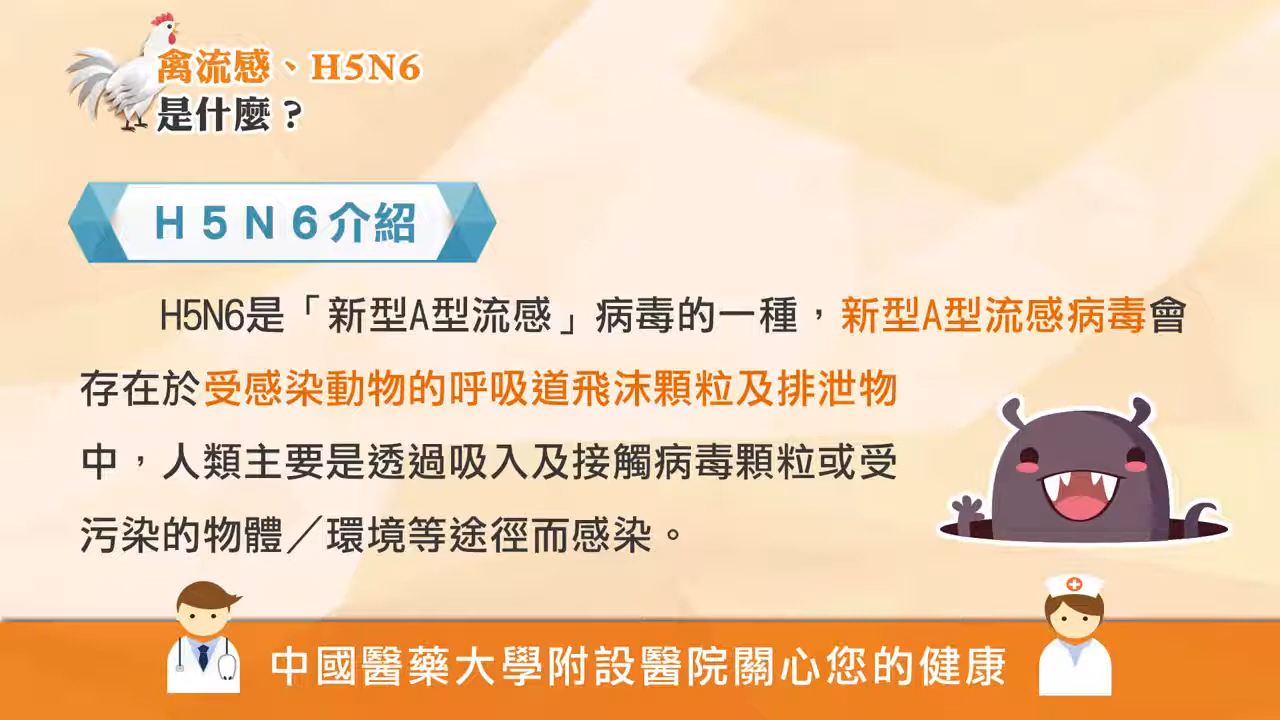 禽流感、H5N6
是什麼？
H5N6介紹
H5N6是「新型A型流感」病毒的一種，新型A型流感病毒會
存在於受感染動物的呼吸道飛沫顆粒及排泄物
中，人類主要是透過吸入及接觸病毒顆粒或受
污染的物體／環境等途徑而感染。
中國醫藥大學附設醫院關心您的健康